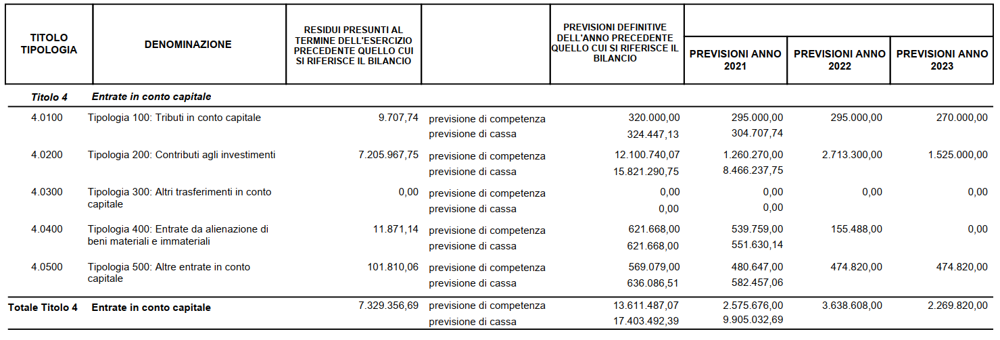 TITOLO TIPOLOGIA DENOMINAZIONE RESIDUI PRESUNTI AL TERMINE DELL'ESERCIZIO PRECEDENTE QUELLO CUI SI RIFERISCE IL BILANCIO PREVISIONI DEFINITIVE DELL'ANNO PRECEDENTE QUELLO CUI SI RIFERISCE IL BILANCIO PREVISIONI ANNO 2021 PREVISIONI ANNO 2022 PREVISIONI ANNO 2023
Titolo 4 Entrate in conto capitale
4.0100 Tipologia 100: Tributi in conto capitale 9.707,74 previsione di competenza 320.000,00 295.000,00 295.000,00 270.000,00
previsione di cassa 324.447,13 304.707,74
4.0200 Tipologia 200: Contributi agli investimenti 7.205.967,75 previsione di competenza 12.100.740,07 1.260.270,00 2.713.300,00 1.525.000,00
previsione di cassa 15.821.290,75 8.466.237,75
4.0300 Tipologia 300: Altri trasferimenti in conto 0,00 previsione di competenza 0,00 0,00 0,00 0,00
capitale previsione di cassa 0,00 0,00
4.0400 Tipologia 400: Entrate da alienazione di 11.871,14 previsione di competenza 621.668,00 539.759,00 155.488,00 0,00
beni materiali e immateriali previsione di cassa 621.668,00 551.630,14
4.0500 Tipologia 500: Altre entrate in conto 101.810,06 previsione di competenza 569.079,00 480.647,00 474.820,00 474.820,00
capitale previsione di cassa 636.086,51 582.457,06
Totale Titolo 4 Entrate in conto capitale 7.329.356,69 previsione di competenza 13.611.487,07 2.575.676,00 3.638.608,00 2.269.820,00
previsione di cassa 17.403.492,39 9.905.032,69